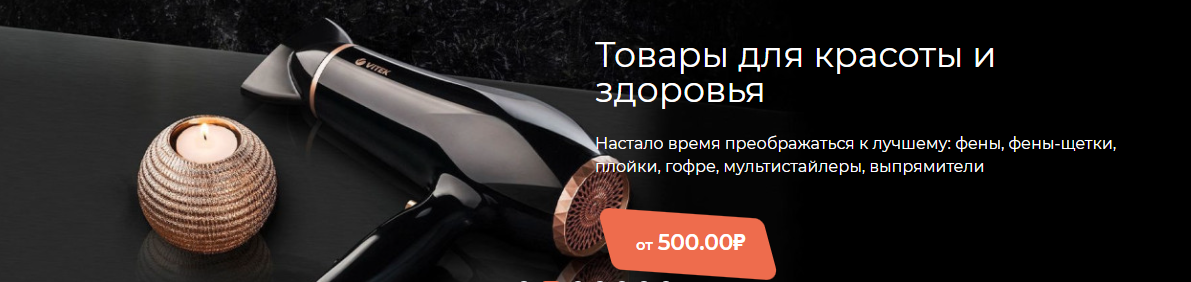 VITEK
Товары для красоты и
здоровья
Настало время преображаться к лучшему: фены, фены-щетки,
плойки, гофре, мультистайлеры, выпрямители
от 500.00₽